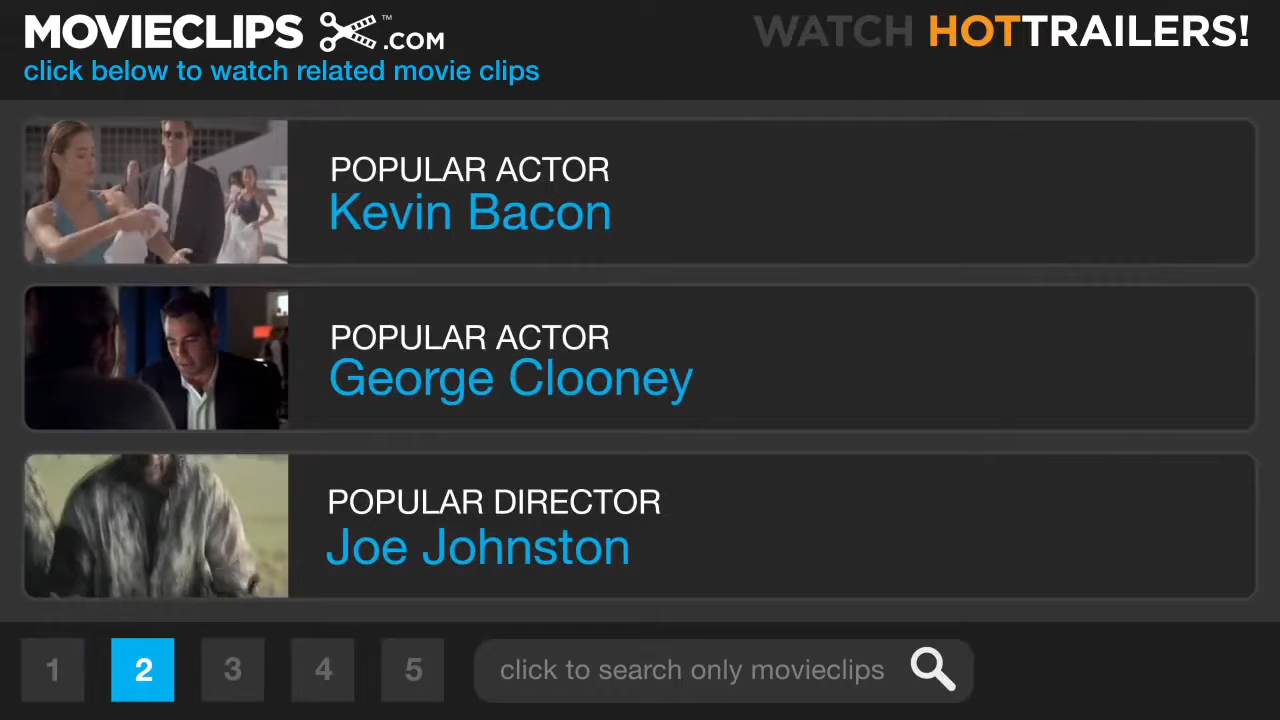 MOVIECLIPS ™ .COM
WATCH HOTTRAILERS!
click below to watch related movie clips
POPULAR ACTOR
Kevin Bacon
POPULAR ACTOR
George Clooney
POPULAR DIRECTOR
Joe Johnston
1 2 3 4 5 click to search only movieclips